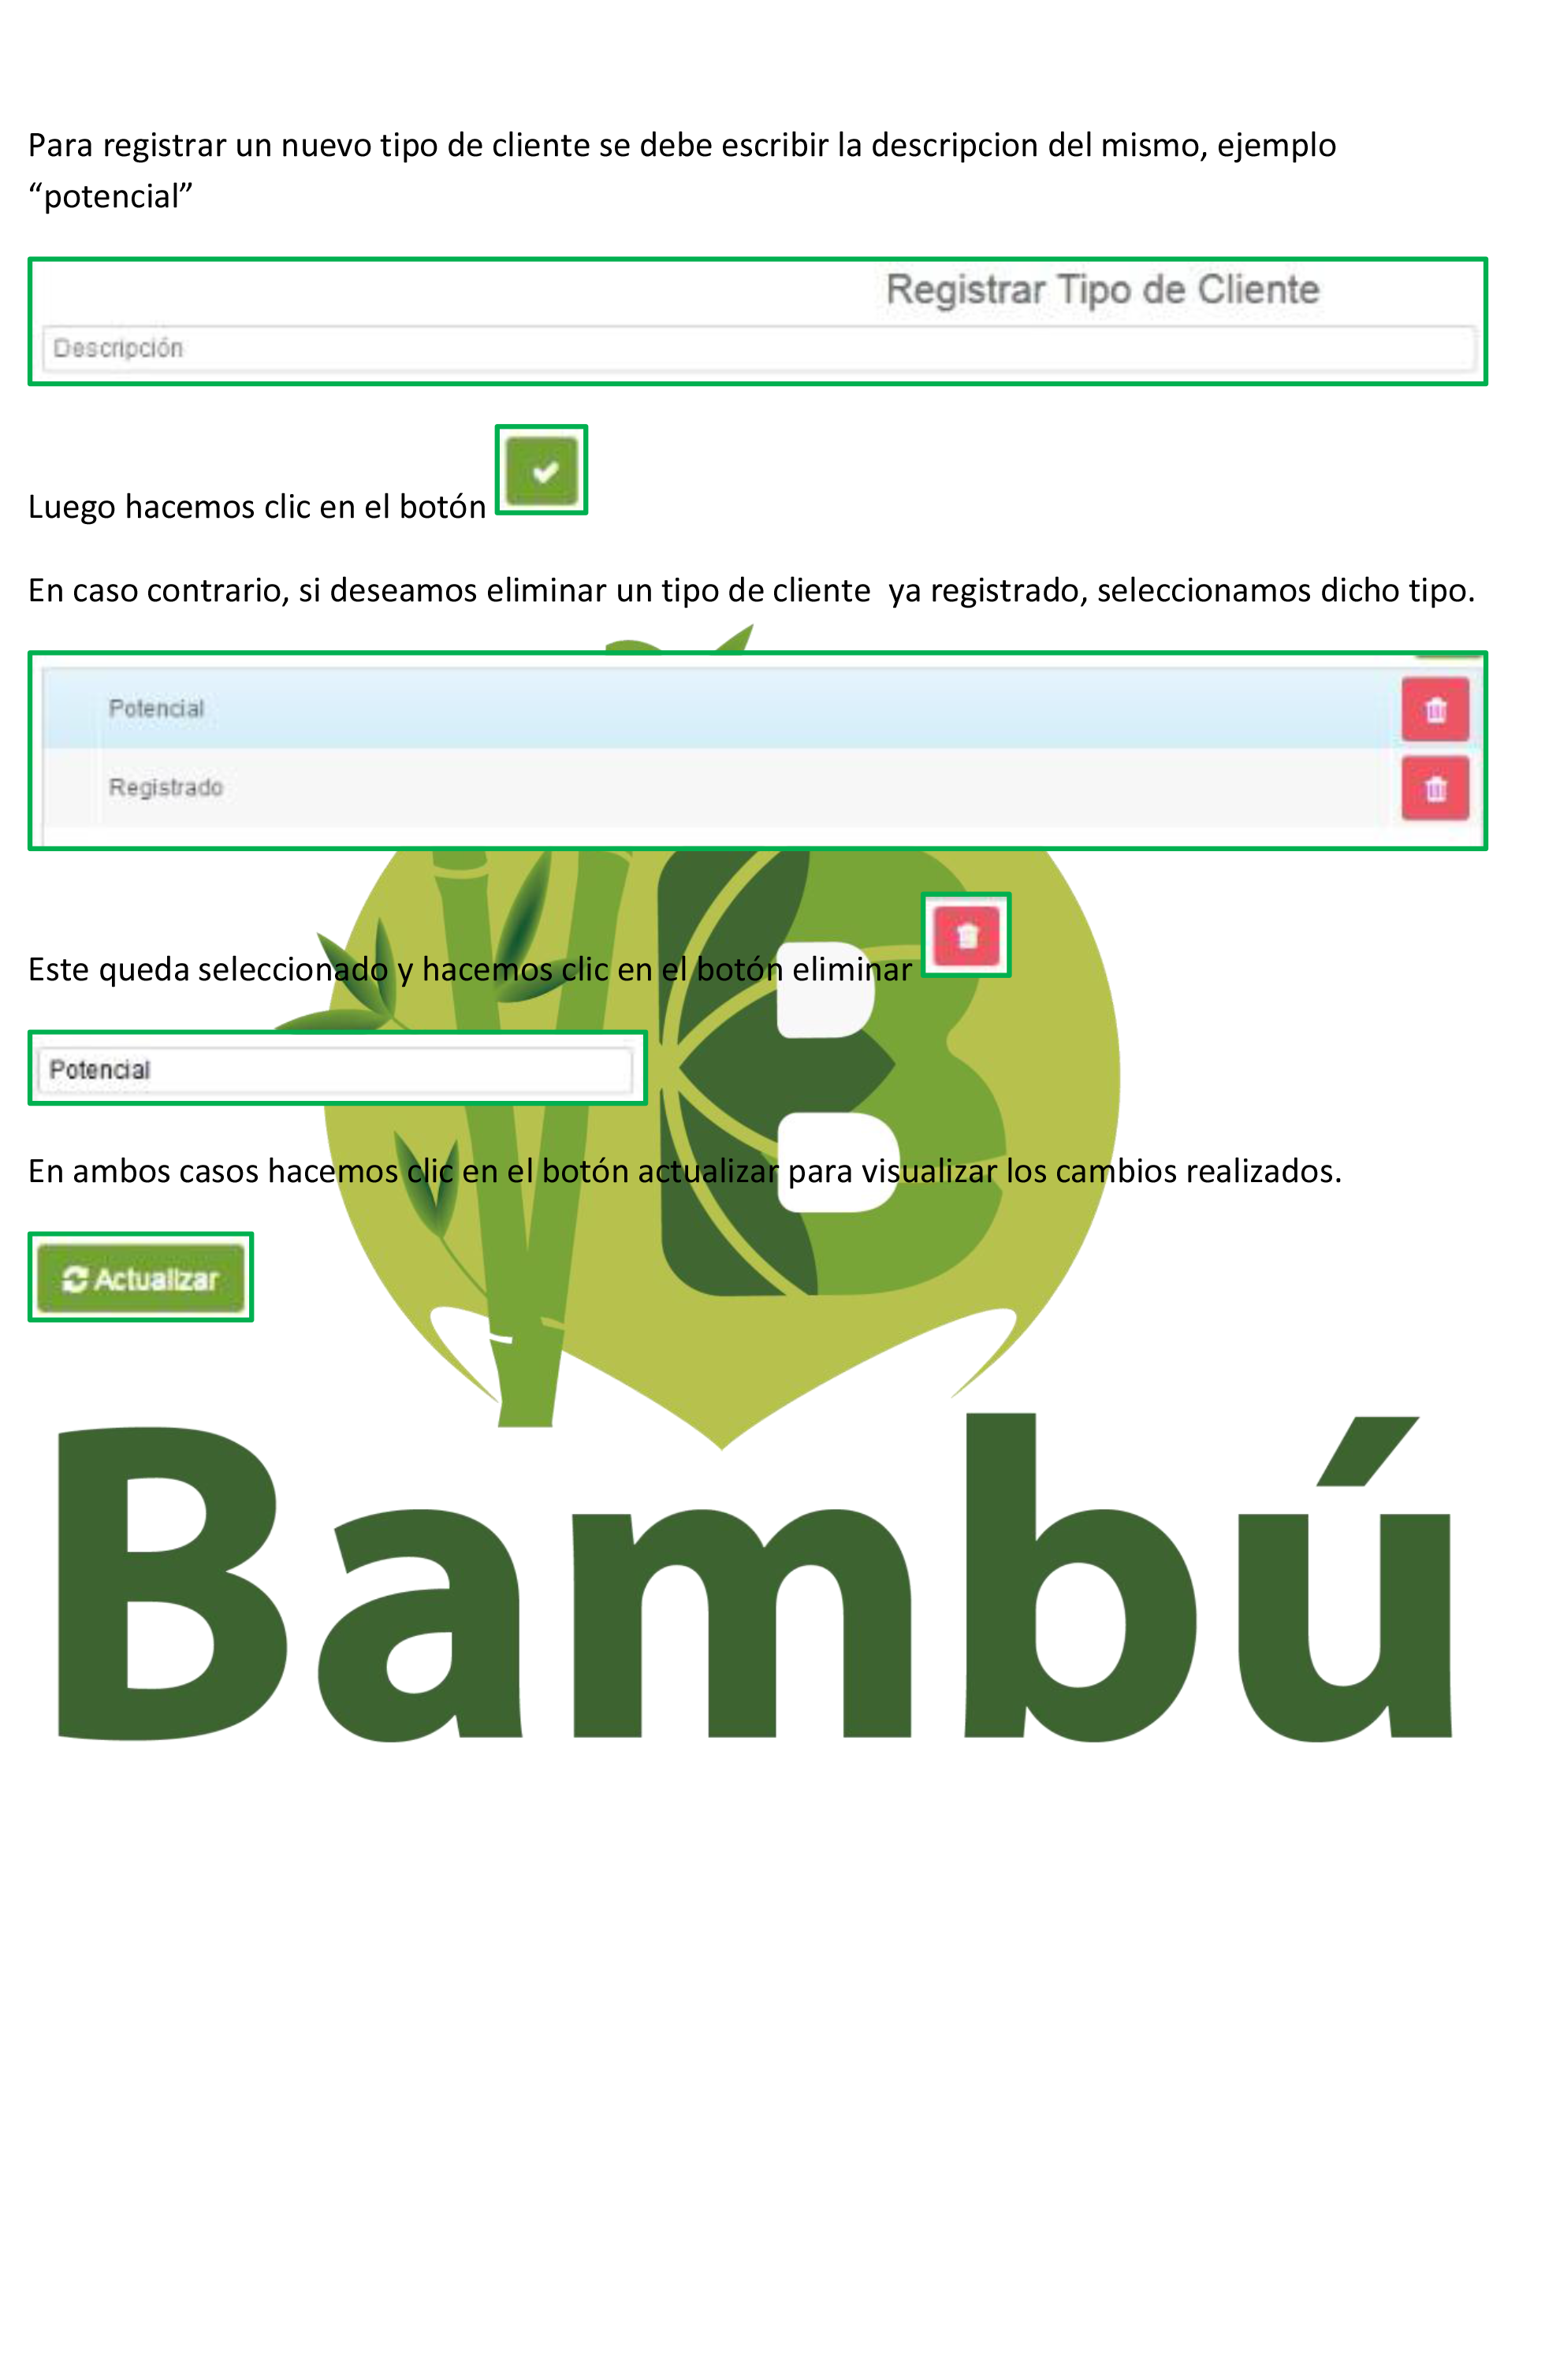 Para registrar un nuevo tipo de cliente se debe escribir la descripcion del mismo, ejemplo
“potencial”
Registrar Tipo de Cliente
Descripción
Luego hacemos clic en el botón
En caso contrario, si deseamos eliminar un tipo de cliente  ya registrado, seleccionamos dicho tipo.
Potencial
Registrado
Este queda seleccionado y hacemos clic en el botón eliminar
Potencial
En ambos casos hacemos clic en el botón actualizar para visualizar los cambios realizados.
Actualizar
B
Bambú